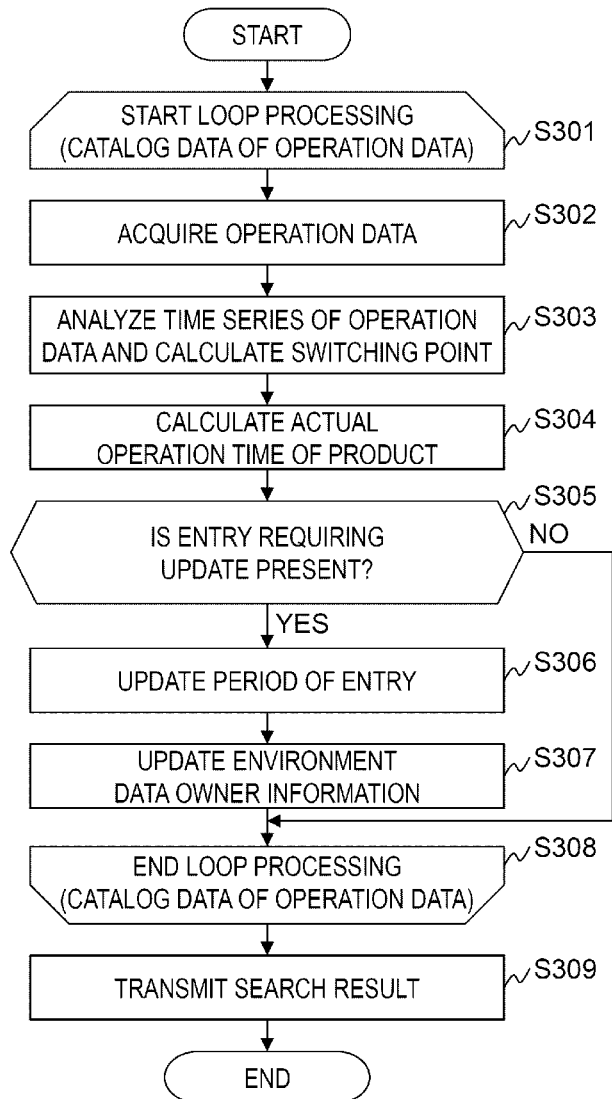 START
START LOOP PROCESSING
(CATALOG DATA OF OPERATION DATA)
S301
ACQUIRE OPERATION DATA
S302
ANALYZE TIME SERIES OF OPERATION
DATA AND CALCULATE SWITCHING POINT
S303
CALCULATE ACTUAL
OPERATION TIME OF PRODUCT
S304
S305
IS ENTRY REQUIRING
UPDATE PRESENT?
NO
YES
UPDATE PERIOD OF ENTRY
S306
UPDATE ENVIRONMENT
DATA OWNER INFORMATION
S307
END LOOP PROCESSING
(CATALOG DATA OF OPERATION DATA)
S308
TRANSMIT SEARCH RESULT
S309
END